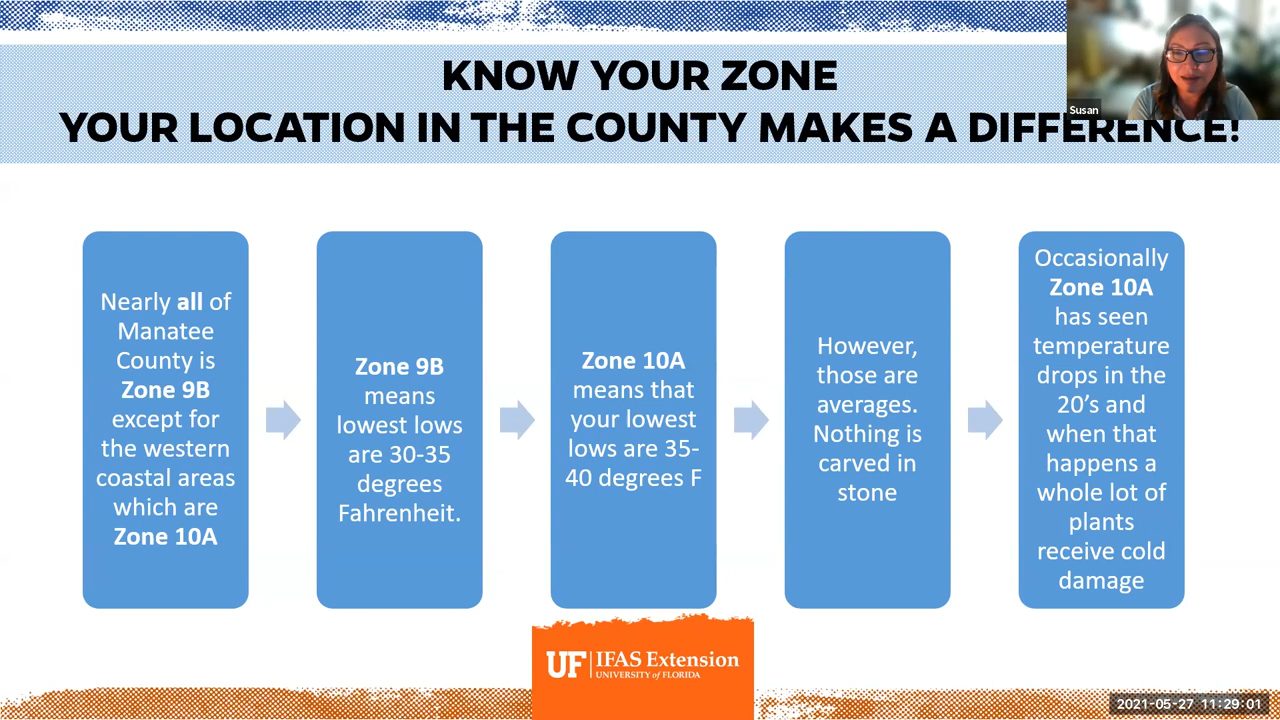 KNOW YOUR ZONE
YOUR LOCATION IN THE COUNTY MAKES A DIFFERENCE!
Susan
Nearly all of
Manatee
County is
Zone 9B
except for
the western
coastal areas
which are
Zone 10A
Zone 9B
means
lowest lows
are 30-35
degrees
Fahrenheit.
Zone 10A
means that
your lowest
lows are 35-
40 degrees F
However,
those are
averages.
Nothing is
carved in
stone
Occasionally
Zone 10A
has seen
temperature
drops in the
20’s and
when that
happens a
whole lot of
plants
receive cold
damage
UF IFAS Extension
UNIVERSITY of FLORIDA
2021-05-27 11:29:01